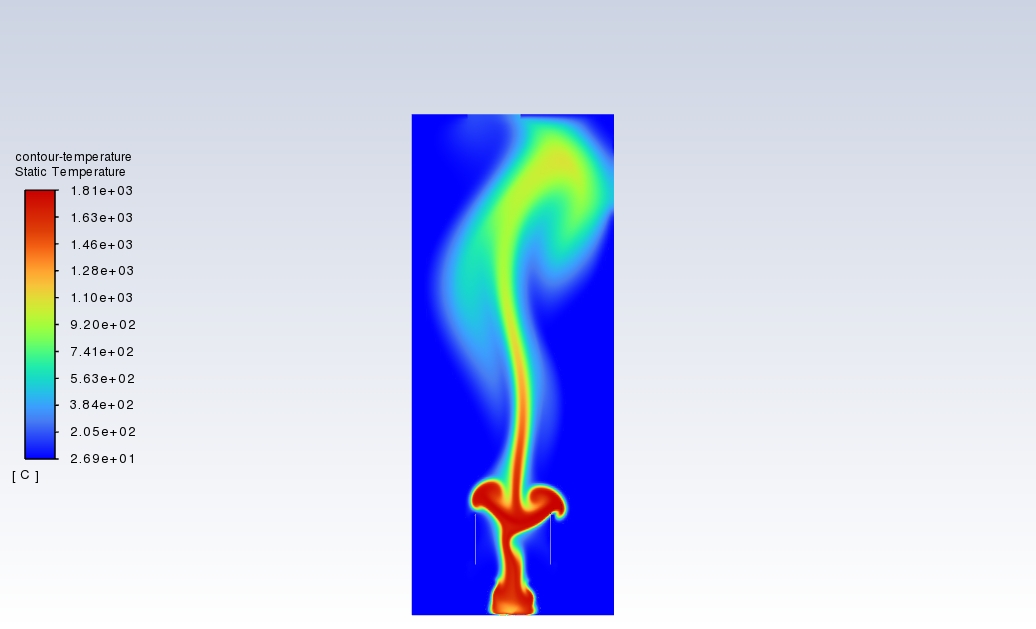 contour-temperature
Static Temperature
1.81e+03
1.63e+03
1.46e+03
1.28e+03
1.10e+03
9.20e+02
7.41e+02
5.63e+02
3.84e+02
2.05e+02
2.69e+01
[ C ]